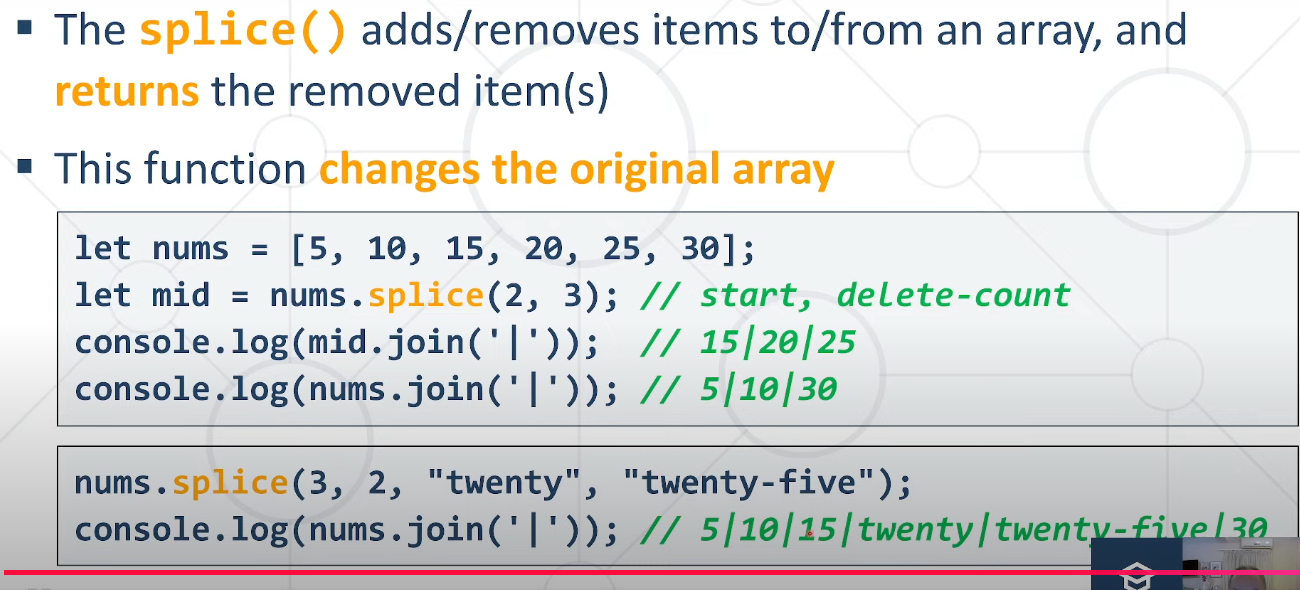 ▪ The splice() adds/removes items to/from an array, and
returns the removed item(s)
▪ This function changes the original array
let nums = [5, 10, 15, 20, 25, 30];
let mid = nums.splice(2, 3); // start, delete-count
console.log(mid.join('|')); // 15|20|25
console.log(nums.join('|')); // 5|10|30
nums.splice(3, 2, "twenty", "twenty-five");
console.log(nums.join('|')); // 5|10|15|twenty|twenty-five|30